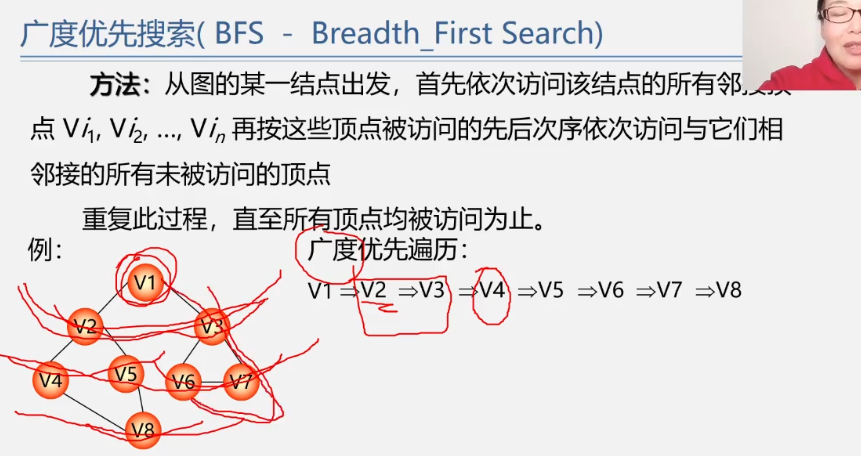 广度优先搜索( BFS - Breadth_First Search)
方法：从图的某一结点出发，首先依次访问该结点的所有邻接顶
点 Vi1, Vi2, …, Vin 再按这些顶点被访问的先后次序依次访问与它们相
邻接的所有未被访问的顶点
重复此过程，直至所有顶点均被访问为止。
例：
广度优先遍历：
V1 ⇒V2 ⇒V3 ⇒V4 ⇒V5 ⇒V6 ⇒V7 ⇒V8
V1
V2 V3
V4 V5 V6 V7
V8